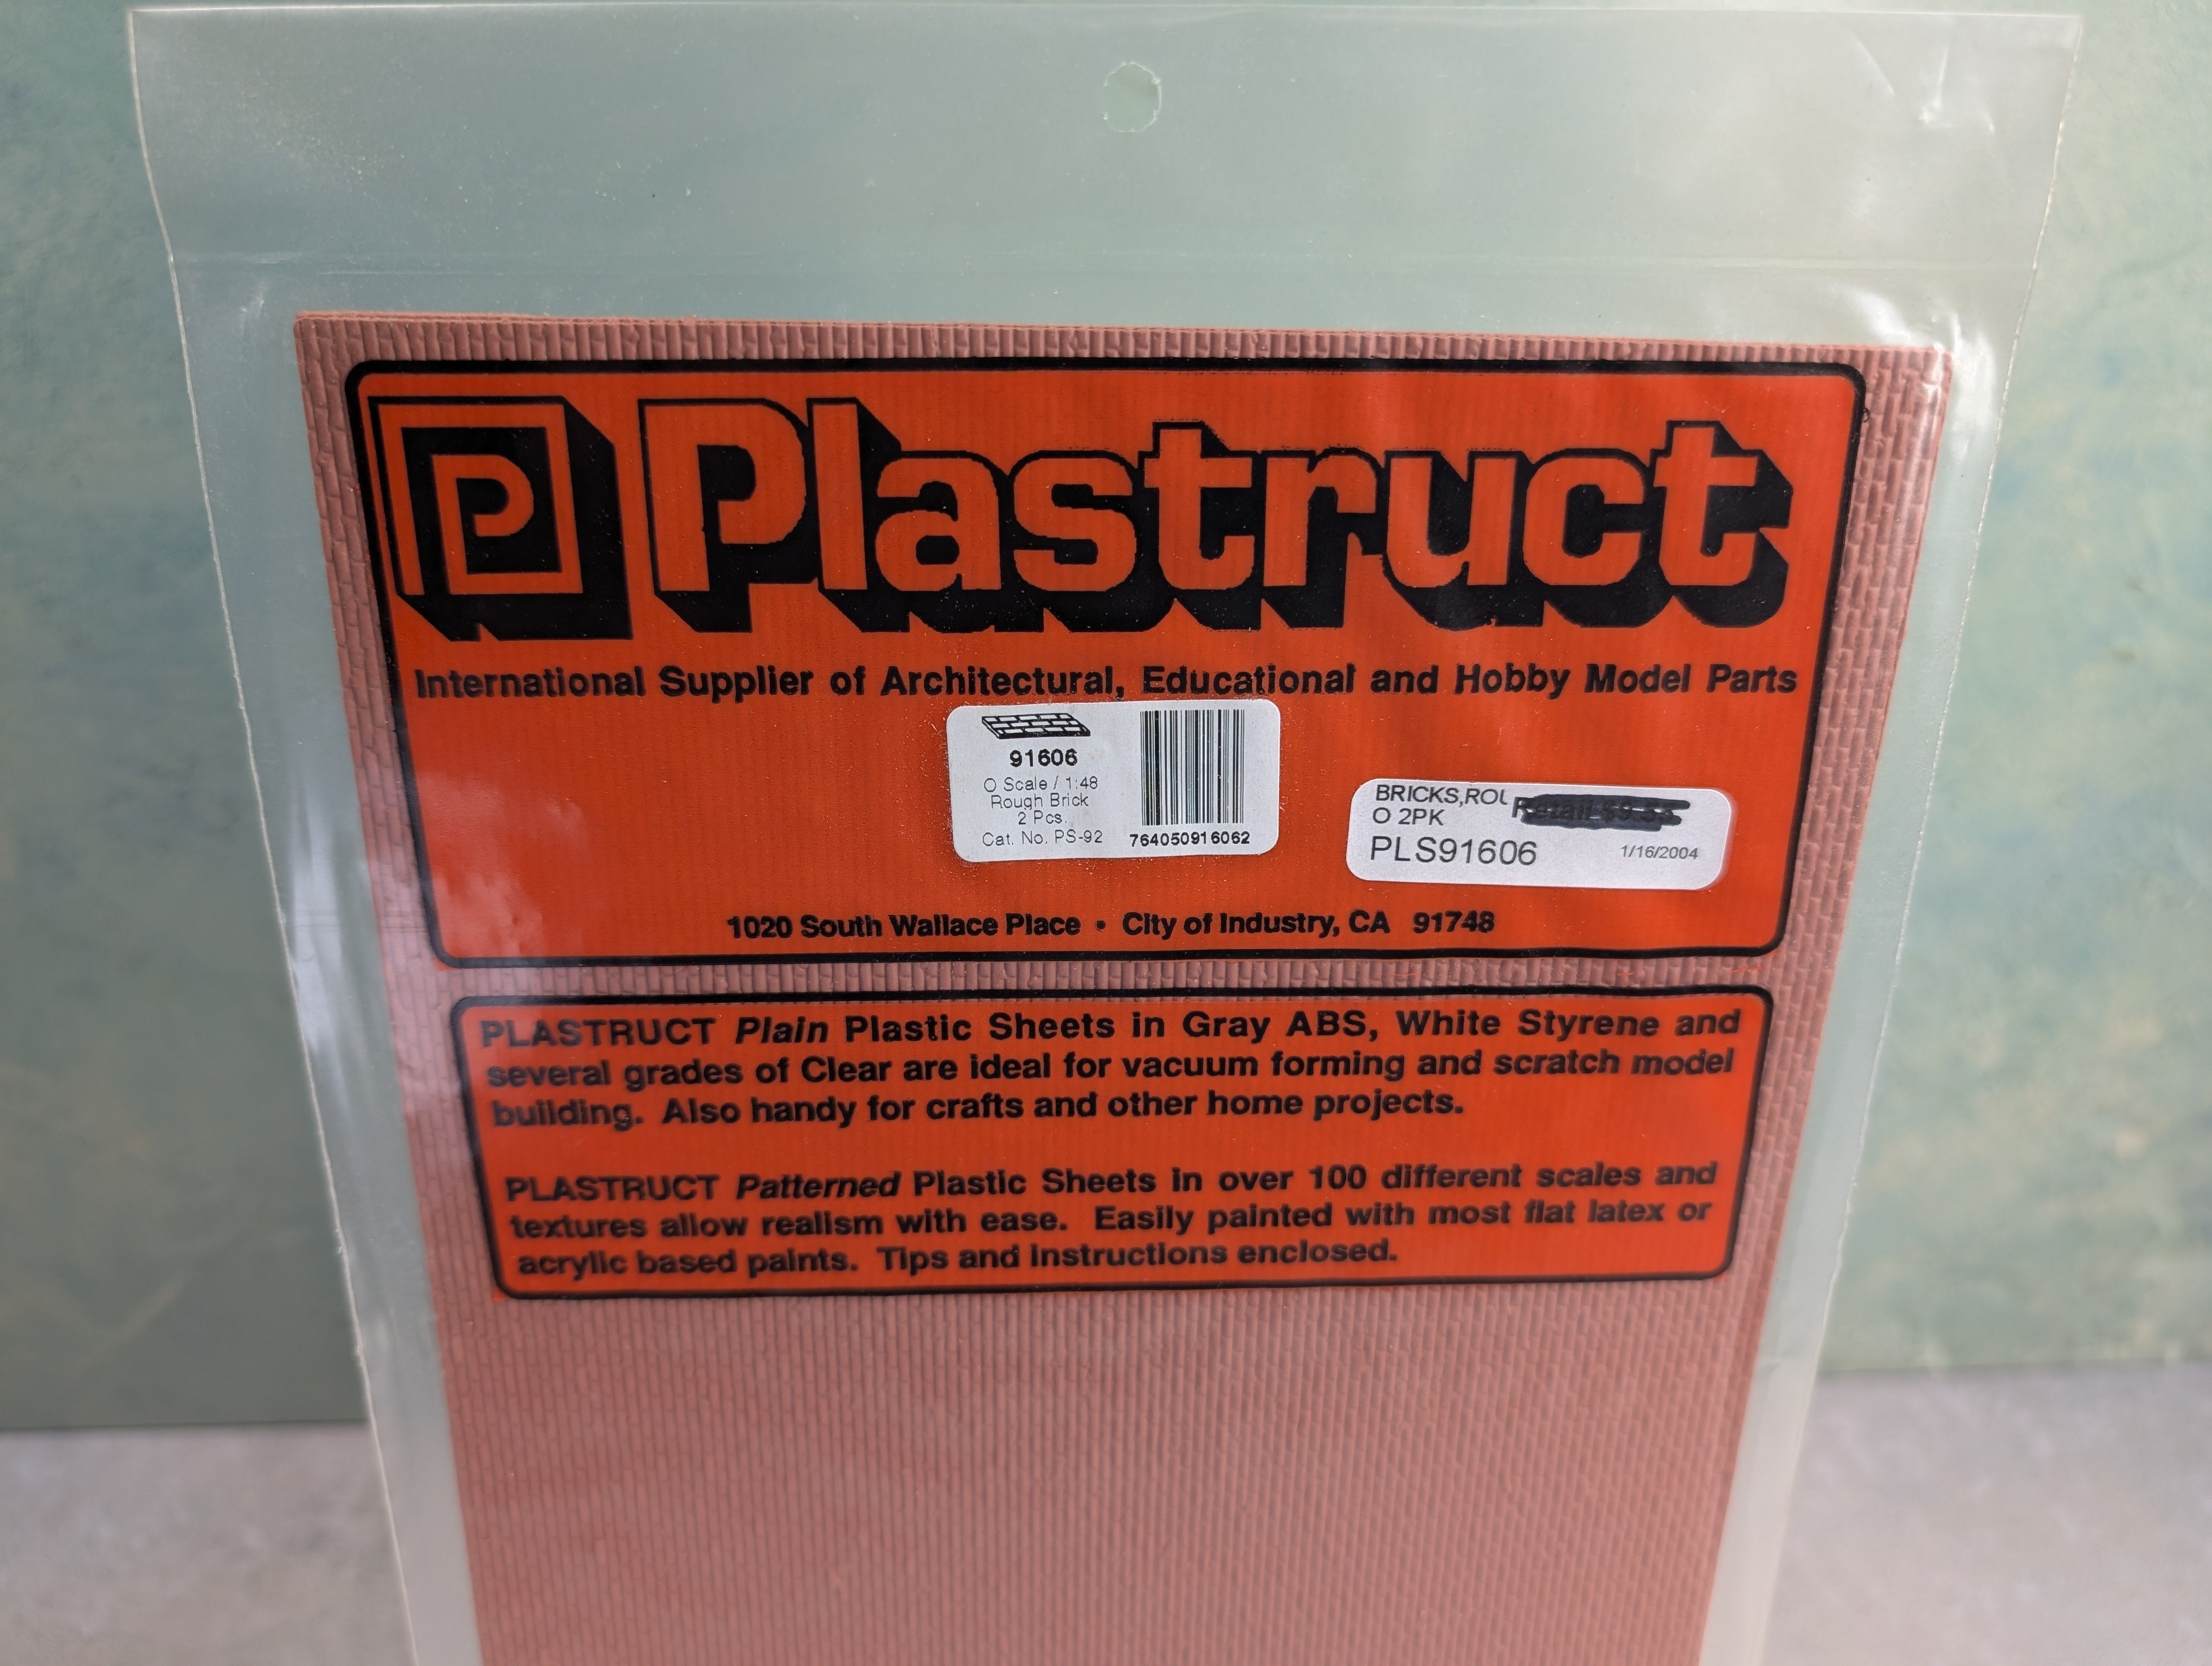 P Plastruct
International Supplier of Architectural, Educational and Hobby Model Parts
91606
O Scale / 1:48
Rough Brick
2 Pcs.
Cat. No. PS-92
764050916062
BRICKS,ROU
Retail
O 2PK
PLS91606
1/16/2004
1020 South Wallace Place • City of Industry, CA 91748
PLASTRUCT Plain Plastic Sheets in Gray ABS, White Styrene and
several grades of Clear are ideal for vacuum forming and scratch model
building. Also handy for crafts and other home projects.
PLASTRUCT Patterned Plastic Sheets in over 100 different scales and
textures allow realism with ease. Easily painted with most flat latex or
acrylic based paints. Tips and instructions enclosed.